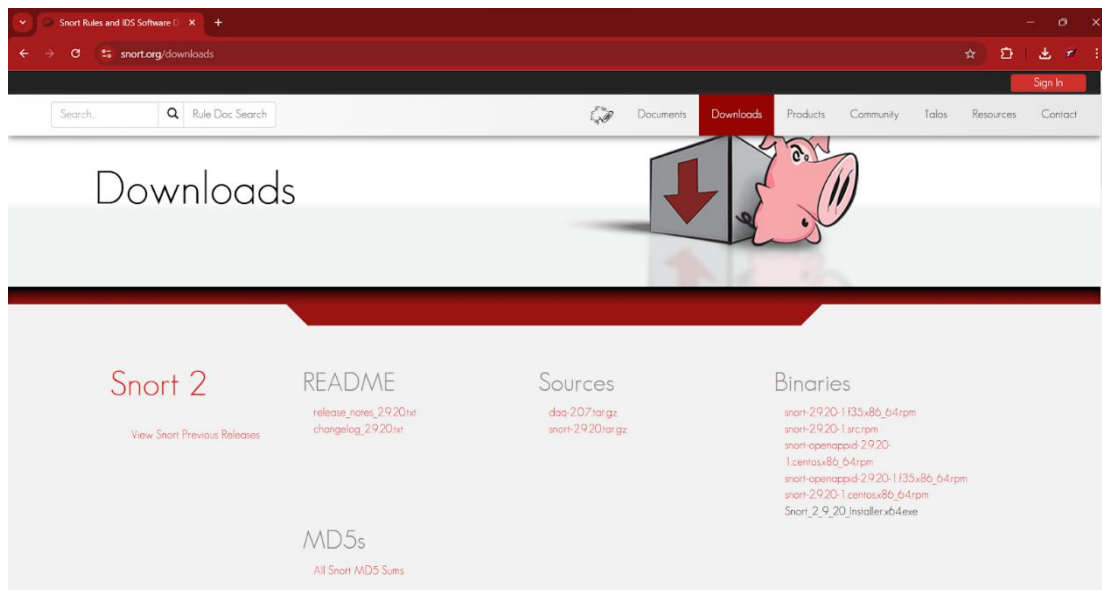 Snort Rules and IDS Software D
snort.org/downloads
Sign In
Search..
Rule Doc Search
Documents
Downloads
Products
Community
Talos
Resources
Contact
Downloads
Snort 2
View Snort Previous Releases
README
release_notes_2.9.20.txt
changelog_2.9.20.txt
Sources
daq-2.0.7.tar.gz
snort-2.9.20.tar.gz
Binaries
snort-2.9.20-1.f35.x86_64.rpm
snort-2.9.20-1.src.rpm
snort-openappid-2.9.20-
1.centos.x86_64.rpm
snort-openappid-2.9.20-1.f35.x86_64.rpm
snort-2.9.20-1.centos.x86_64.rpm
Snort_2_9_20_Installer.x64.exe
MD5s
All Snort MD5 Sums